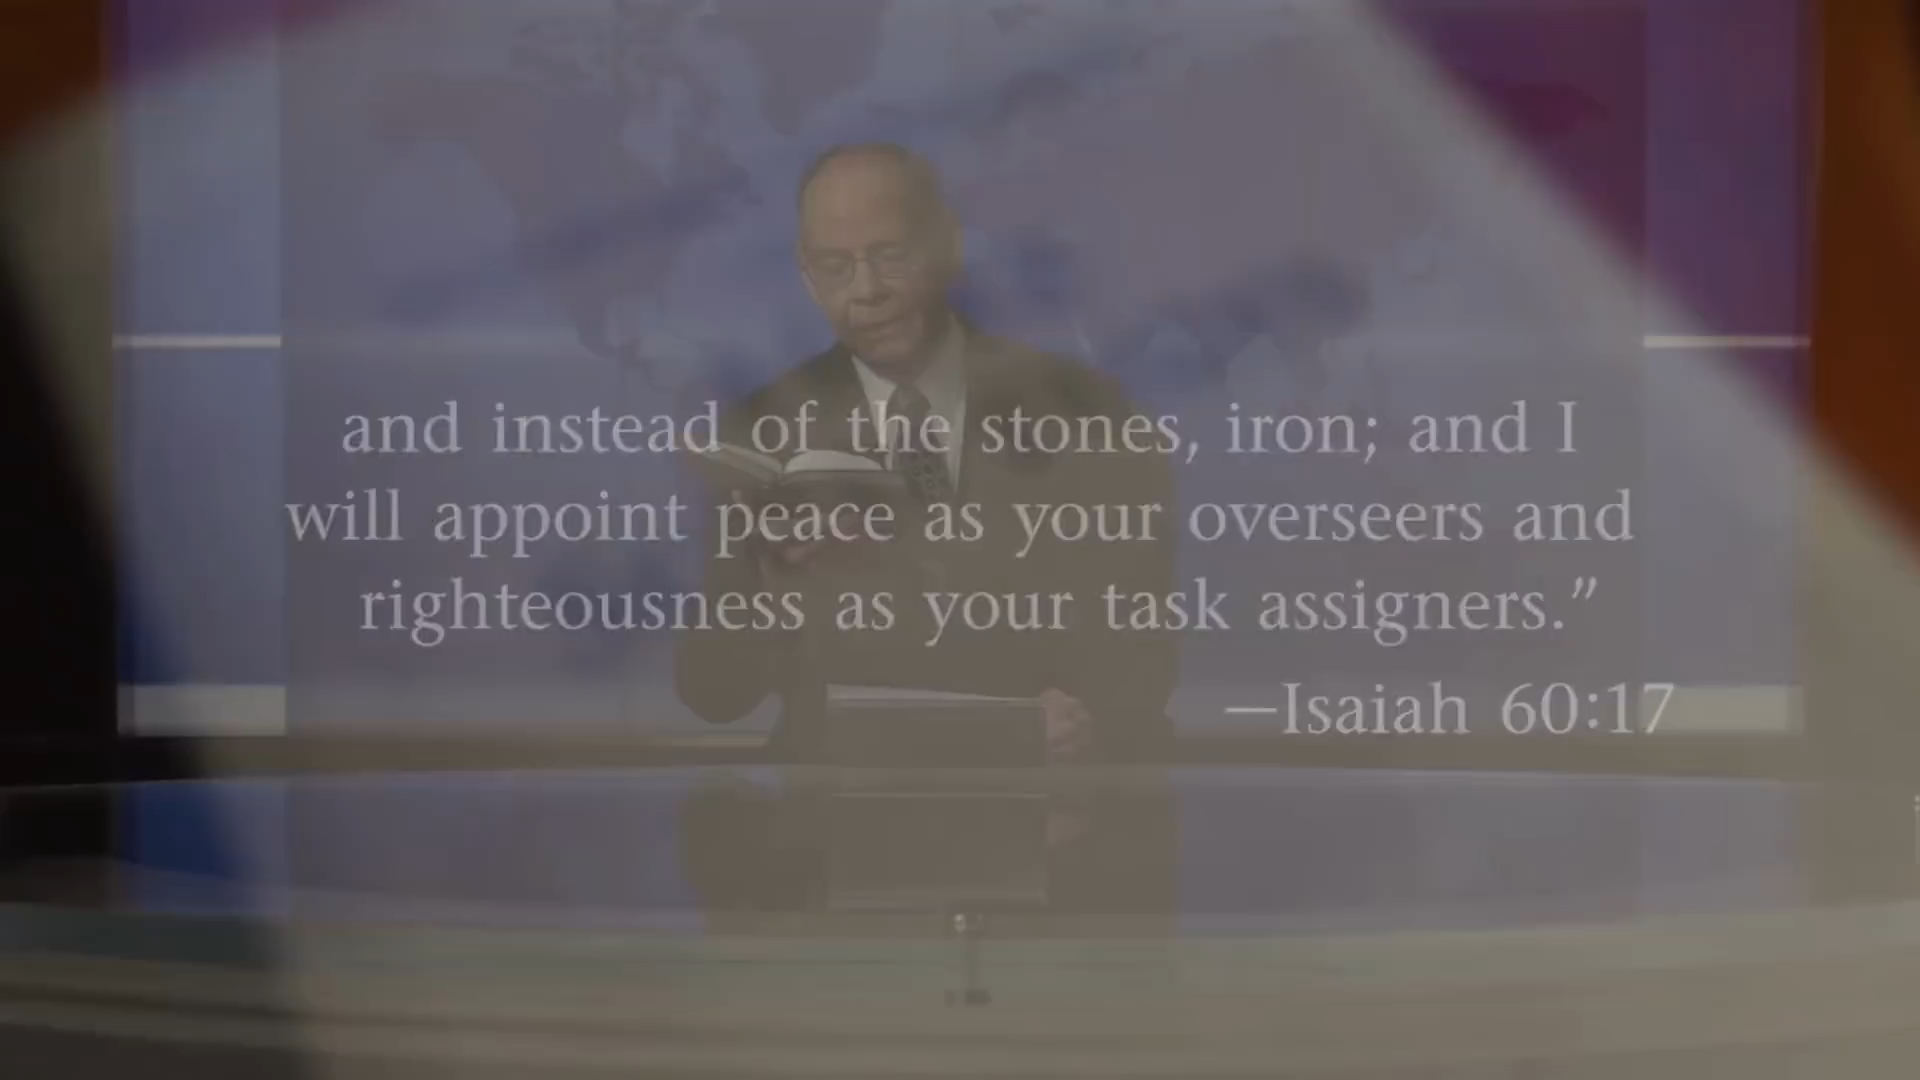 and instead of the stones, iron; and I
will appoint peace as your overseers and
righteousness as your task assigners.”
—Isaiah 60:17